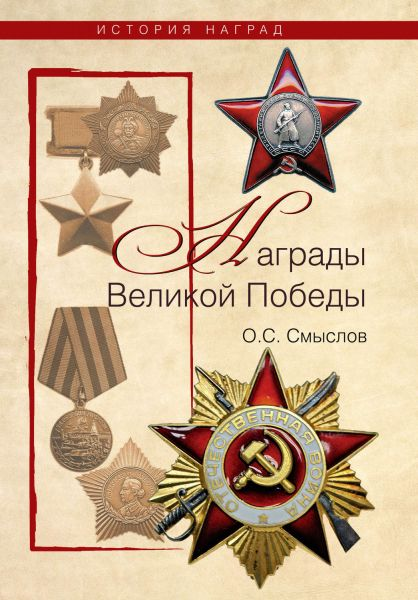 ИСТОРИЯ НАГРАД
Награды
Великой Победы
О.С. Смыслов
ОТЕЧЕСТВЕННАЯ ВОЙНА